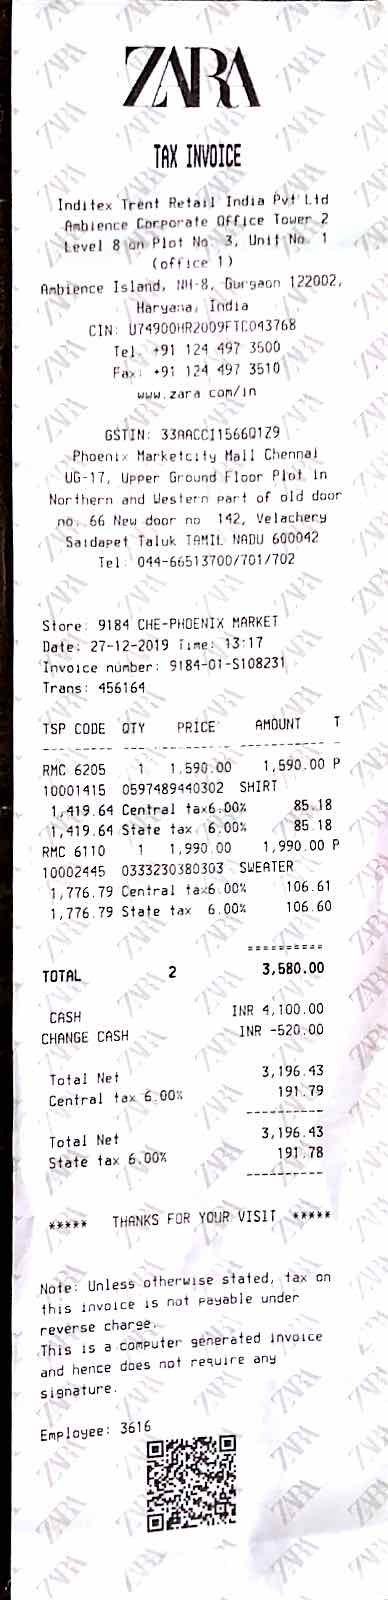 ZARA
TAX INVOICE
Inditex Trent Retail India Pvt Ltd
Ambience Corporate Office Tower 2
Level 8 on Plot No. 3, Unit No. 1
(office 1)
Ambience Island, NH-8, Gurgaon 122002,
Haryana, India
CIN: U74900HR2009FTC043768
Tel. +91 124 497 3500
Fax: +91 124 497 3510
www.zara.com/in
GSTIN: 33AACCI1566Q1Z9
Phoenix Marketcity Mall Chennai
UG-17, Upper Ground Floor Plot in
Northern and Western part of old door
no. 66 New door no 142, Velachery
Saidapet Taluk TAMIL NADU 600042
Tel: 044-66513700/701/702
Store: 9184 CHE-PHOENIX MARKET
Date: 27-12-2019 Time: 13:17
Invoice number: 9184-01-S108231
Trans: 456164
TSP CODE QTY PRICE AMOUNT T
RMC 6205 1 1,590.00 1,590.00 P
10001415 0597489440302 SHIRT
1,419.64 Central tax6.00% 85.18
1,419.64 State tax 6.00% 85.18
RMC 6110 1 1,990.00 1,990.00 P
10002445 0333230380303 SWEATER
1,776.79 Central tax6.00% 106.61
1,776.79 State tax 6.00% 106.60
==========
TOTAL 2 3,580.00
CASH INR 4,100.00
CHANGE CASH INR -520.00
Total Net 3,196.43
Central tax 6.00% 191.79
----------
Total Net 3,196.43
State tax 6.00% 191.78
----------
***** THANKS FOR YOUR VISIT *****
Note: Unless otherwise stated, tax on
this invoice is not payable under
reverse charge.
This is a computer generated invoice
and hence does not require any
signature.
Employee: 3616